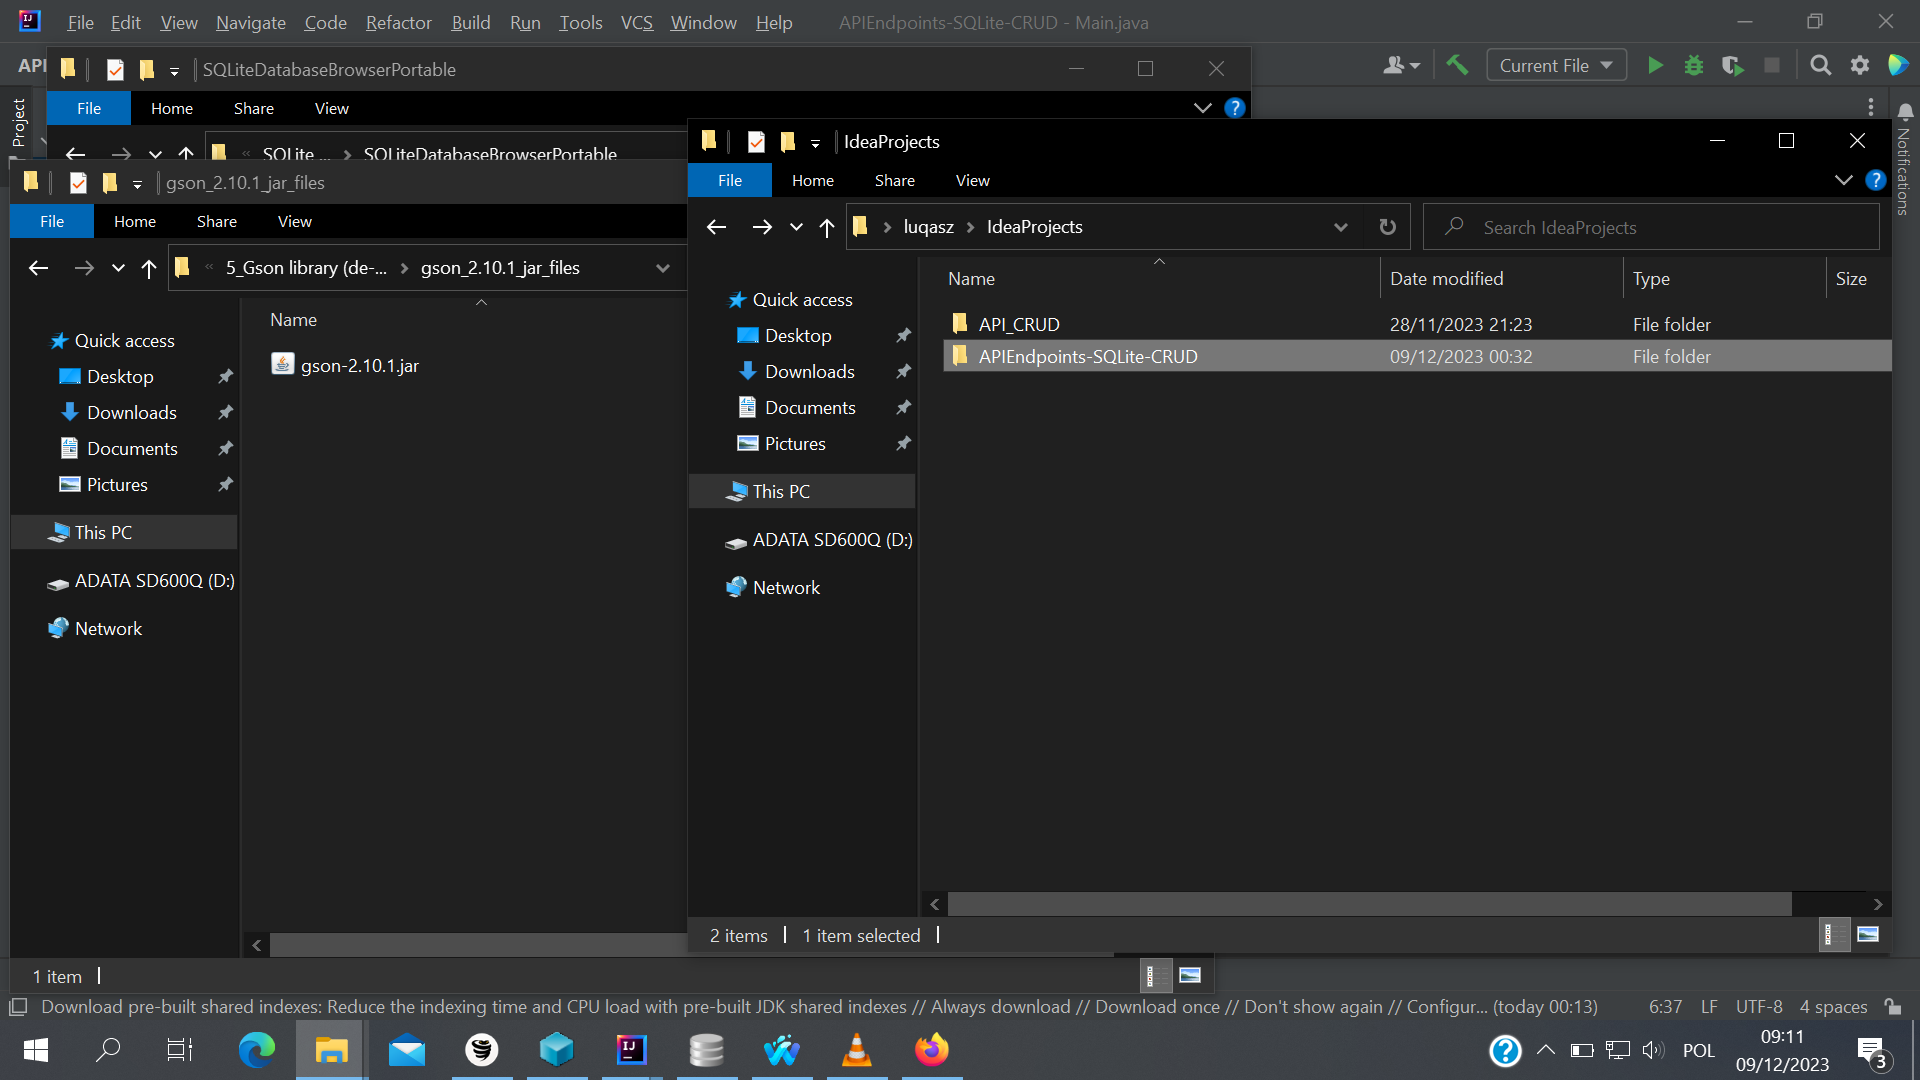 File Edit View Navigate Code Refactor Build Run Tools VCS Window Help APIEndpoints-SQLite-CRUD - Main.java
API
Current File
Project
Notifications
SQLiteDatabaseBrowserPortable
File Home Share View
SQLite ... SQLiteDatabaseBrowserPortable
gson_2.10.1_jar_files
File Home Share View
5_Gson library (de-... gson_2.10.1_jar_files
Name
Quick access
Desktop
Downloads
Documents
Pictures
This PC
ADATA SD600Q (D:)
Network
gson-2.10.1.jar
1 item
IdeaProjects
File Home Share View
luqasz IdeaProjects
Search IdeaProjects
Quick access
Desktop
Downloads
Documents
Pictures
This PC
ADATA SD600Q (D:)
Network
Name Date modified Type Size
API_CRUD 28/11/2023 21:23 File folder
APIEndpoints-SQLite-CRUD 09/12/2023 00:32 File folder
2 items 1 item selected
Download pre-built shared indexes: Reduce the indexing time and CPU load with pre-built JDK shared indexes // Always download // Download once // Don't show again // Configur... (today 00:13) 6:37 LF UTF-8 4 spaces
POL
09:11
09/12/2023
3